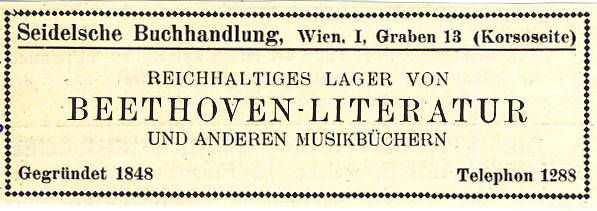 Seidelsche Buchhandlung, Wien, I, Graben 13 (Korsoseite)
REICHHALTIGES LAGER VON
BEETHOVEN-LITERATUR
UND ANDEREN MUSIKBÜCHERN
Gegründet 1848 Telephon 1288